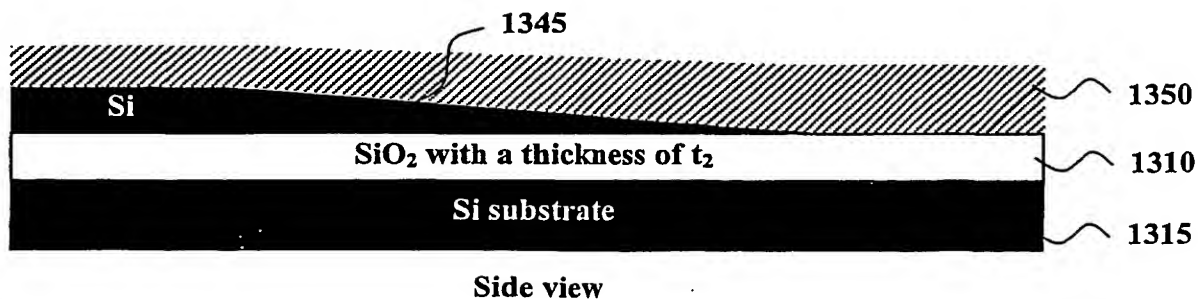 1345
Si
1350
SiO₂ with a thickness of t₂
1310
Si substrate
1315
Side view